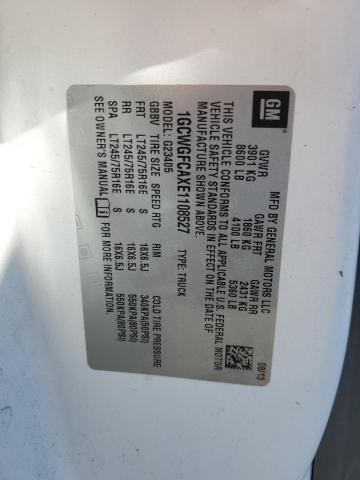 GM
MFD BY GENERAL MOTORS LLC
08/13
GVWR GAWR FRT GAWR RR
3901 KG 1860 KG 2431 KG
8600 LB 4100 LB 5360 LB
THIS VEHICLE CONFORMS TO ALL APPLICABLE U.S. FEDERAL MOTOR
VEHICLE SAFETY STANDARDS IN EFFECT ON THE DATE OF
MANUFACTURE SHOWN ABOVE.
1GCWGFCAXE1108527 TYPE: TRUCK
G23405
GBBV TIRE SIZE SPEED RTG RIM COLD TIRE PRESSURE
FRT LT245/75R16E S 16X6.5J 340KPA(50PSI)
RR LT245/75R16E S 16X6.5J 550KPA(80PSI)
SPA LT245/75R16E S 16X6.5J 550KPA(80PSI)
SEE OWNER'S MANUAL FOR MORE INFORMATION.